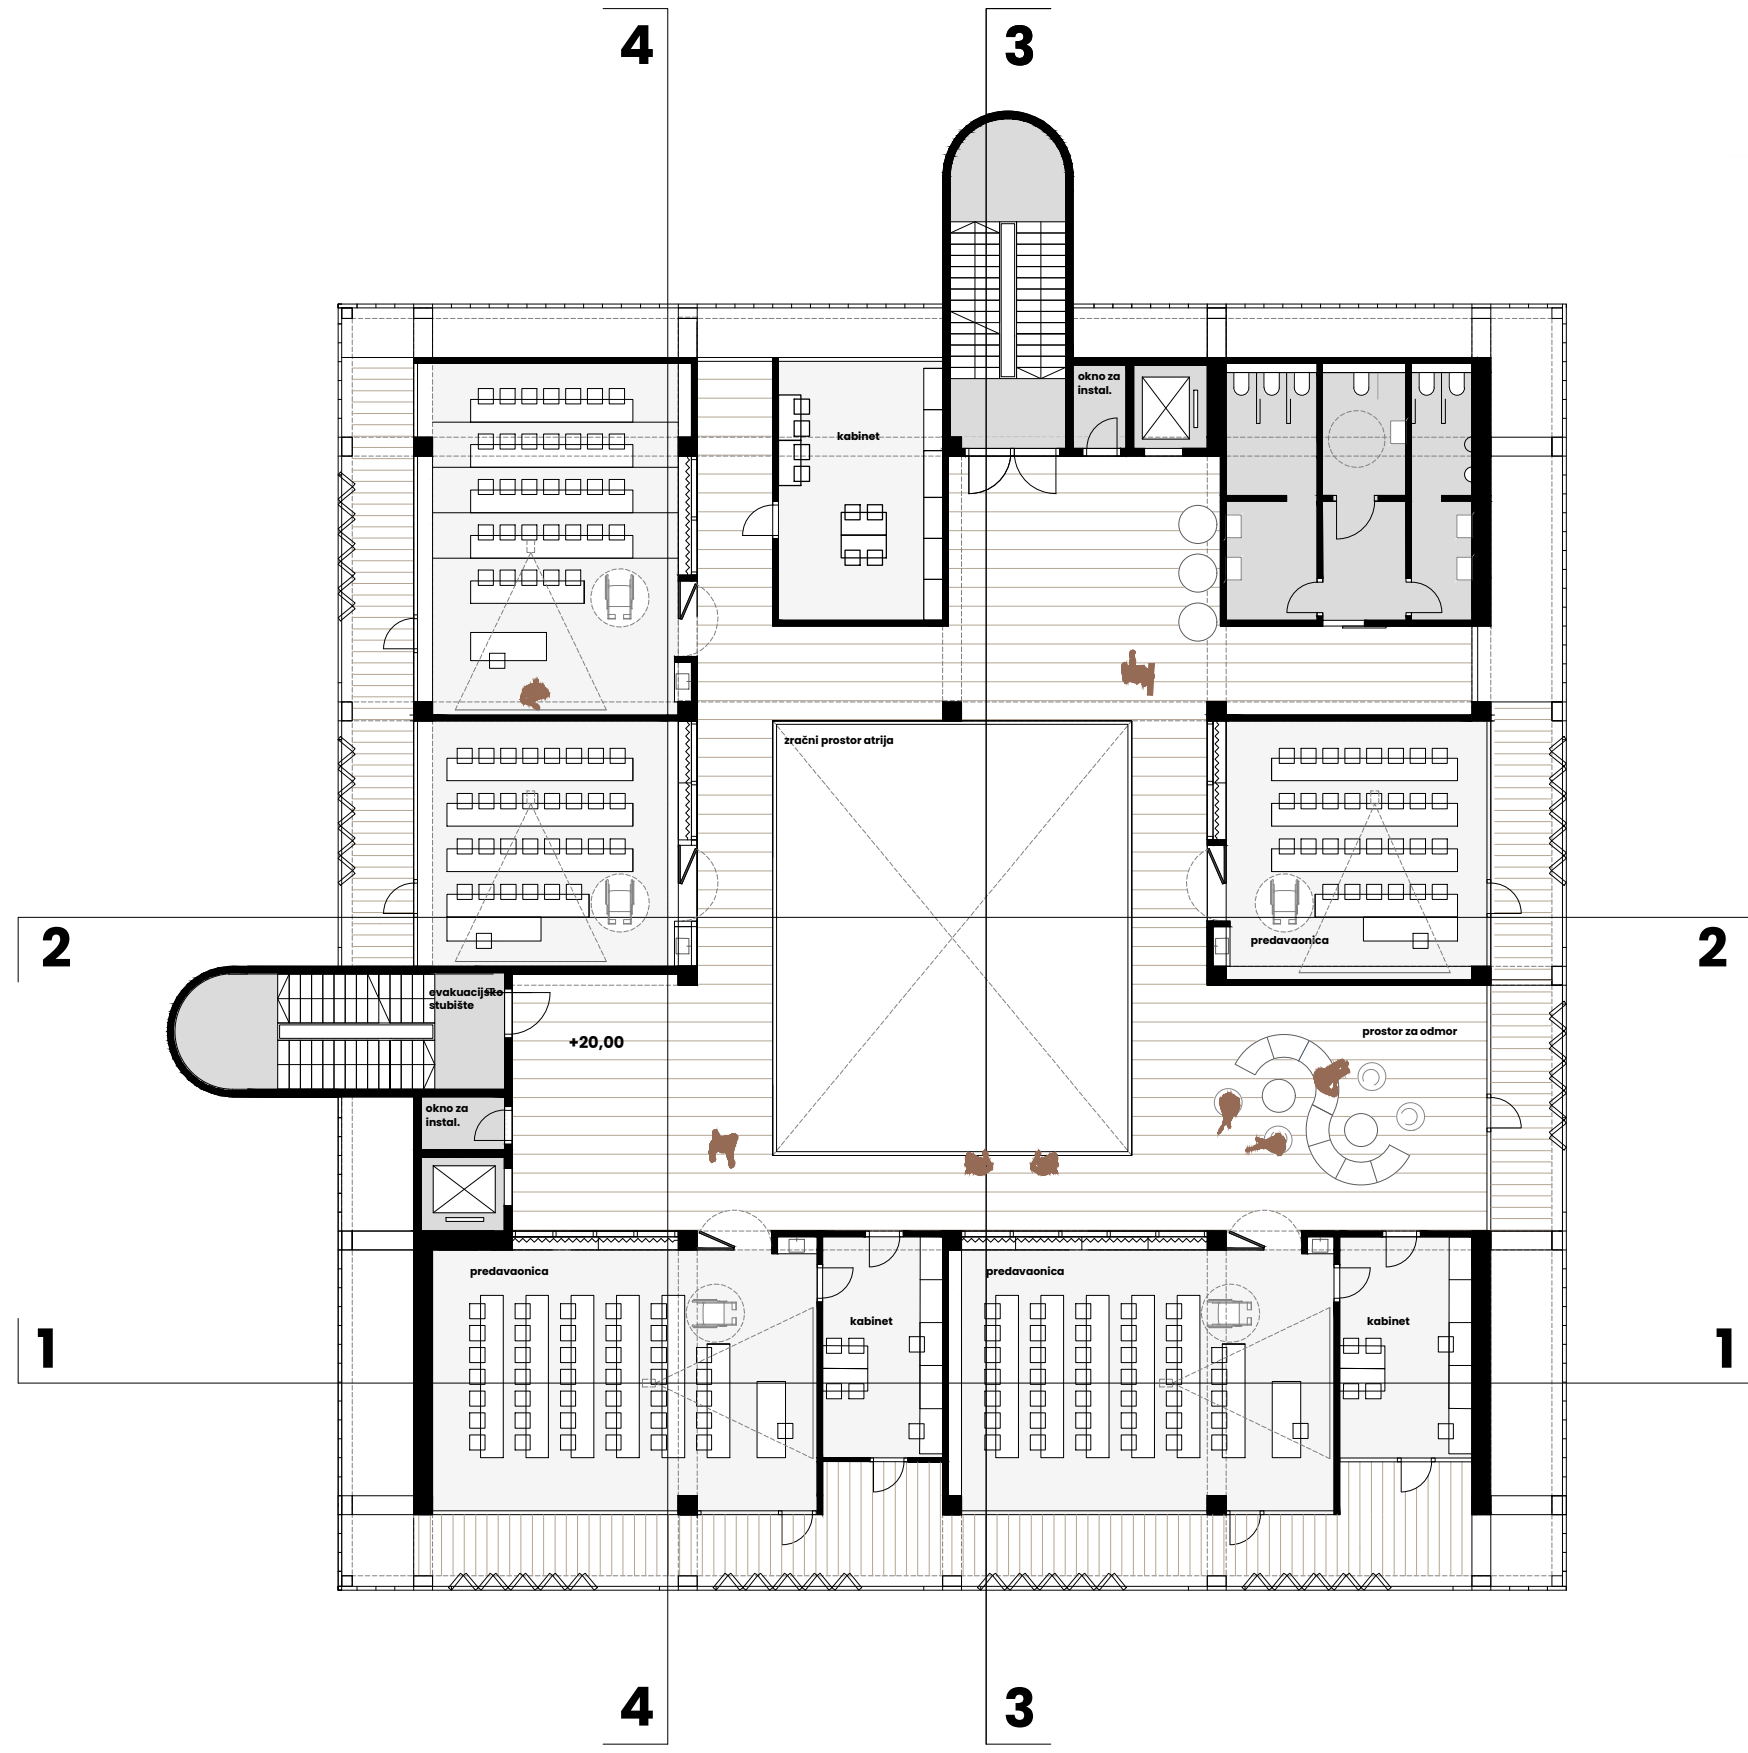 4
3
okno za
instal.
kabinet
zračni prostor atrija
2
predavaonica
2
evakuacijsko
stubište
+20,00
prostor za odmor
okno za
instal.
predavaonica
predavaonica
1
kabinet
kabinet
1
4
3